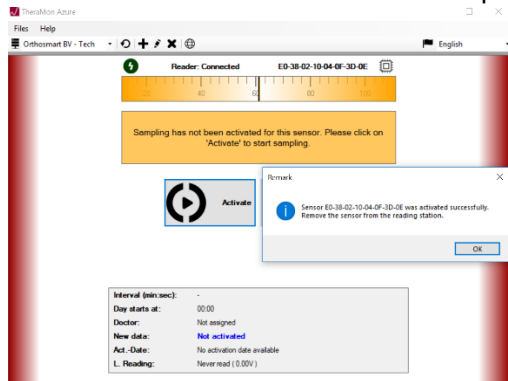 TheraMon Azure
Files Help
Orthosmart BV - Tech
English
Reader: Connected E0-38-02-10-04-0F-3D-0E
20 40 60 80 100
Sampling has not been activated for this sensor. Please click on
'Activate' to start sampling.
Activate
Remark
Sensor E0-38-02-10-04-0F-3D-0E was activated successfully.
Remove the sensor from the reading station.
OK
Interval (min:sec): -
Day starts at: 00:00
Doctor: Not assigned
New data: Not activated
Act.-Date: No activation date available
L. Reading: Never read ( 0.00V )